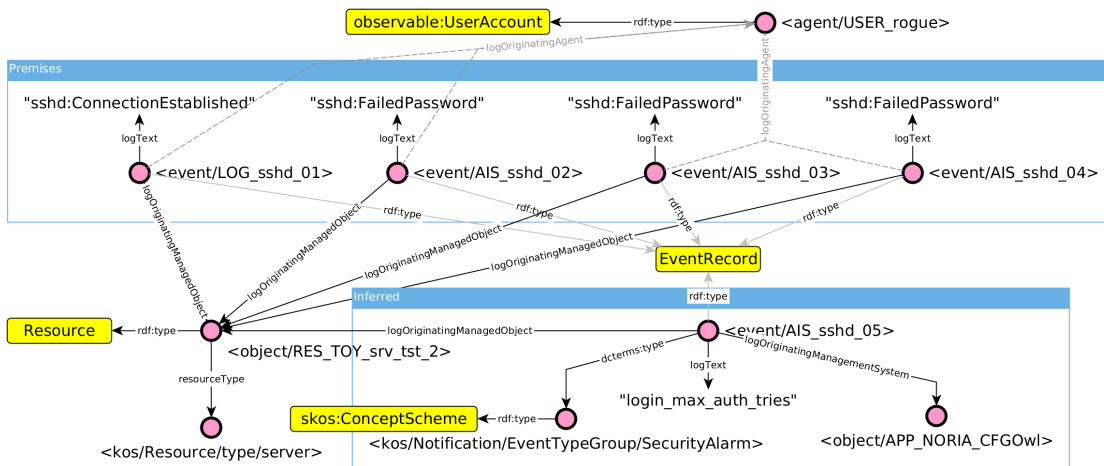 observable:UserAccount
rdf:type
<agent/USER_rogue>
logOriginatingAgent
Premises
logOriginatingAgent
"sshd:ConnectionEstablished"
"sshd:FailedPassword"
"sshd:FailedPassword"
"sshd:FailedPassword"
logText
logText
logText
logText
<event/LOG_sshd_01>
<event/AIS_sshd_02>
<event/AIS_sshd_03>
<event/AIS_sshd_04>
logOriginatingManagedObject
logOriginatingManagedObject
logOriginatingManagedObject
logOriginatingManagedObject
rdf:type
rdf:type
rdf:type
rdf:type
EventRecord
Inferred
rdf:type
Resource
rdf:type
logOriginatingManagedObject
<event/AIS_sshd_05>
<object/RES_TOY_srv_tst_2>
dcterms:type
logText
logOriginatingManagementSystem
resourceType
"login_max_auth_tries"
skos:ConceptScheme
rdf:type
<kos/Resource/type/server>
<kos/Notification/EventTypeGroup/SecurityAlarm>
<object/APP_NORIA_CFGOwl>